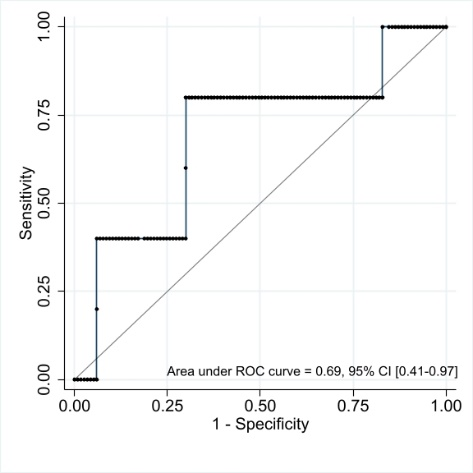 1.00
0.75
0.50
0.25
0.00
Sensitivity
Area under ROC curve = 0.69, 95% CI [0.41-0.97]
0.00 0.25 0.50 0.75 1.00
1 - Specificity